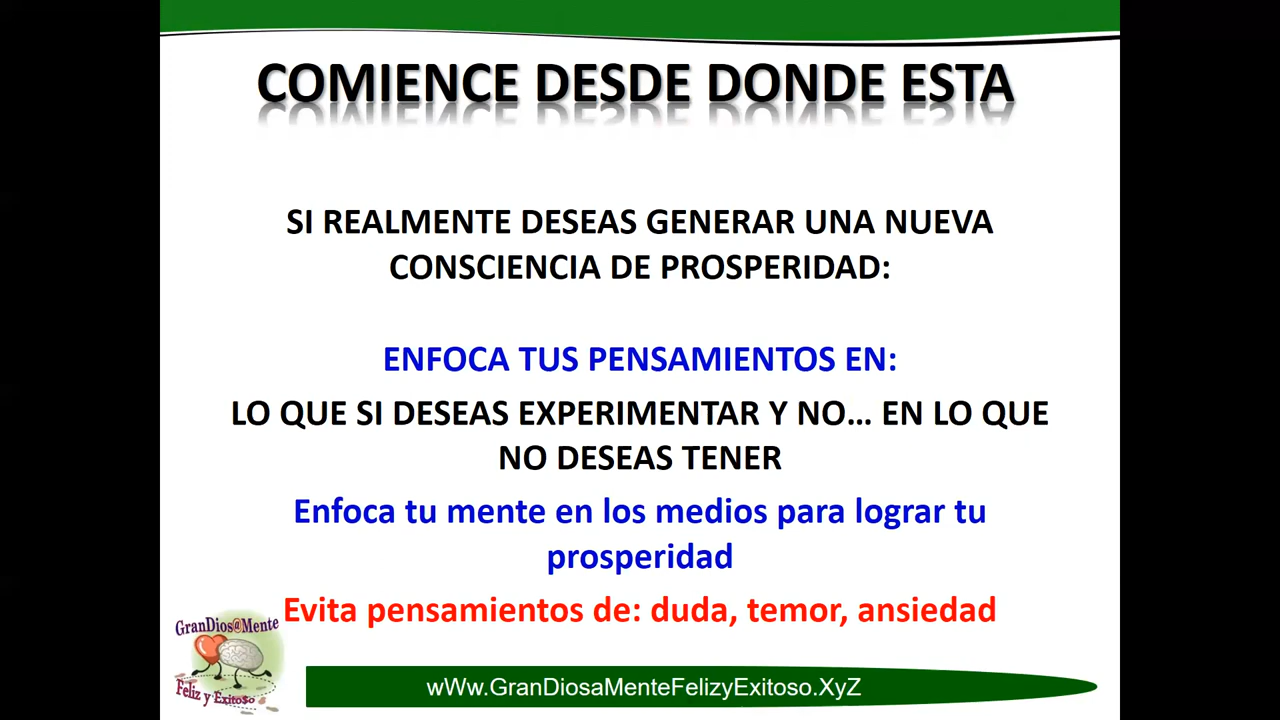 COMIENCE DESDE DONDE ESTA
SI REALMENTE DESEAS GENERAR UNA NUEVA
CONSCIENCIA DE PROSPERIDAD:
ENFOCA TUS PENSAMIENTOS EN:
LO QUE SI DESEAS EXPERIMENTAR Y NO... EN LO QUE
NO DESEAS TENER
Enfoca tu mente en los medios para lograr tu
prosperidad
Evita pensamientos de: duda, temor, ansiedad
GranDios@Mente
Feliz y Exito$o
wWw.GranDiosaMenteFelizyExitoso.XyZ